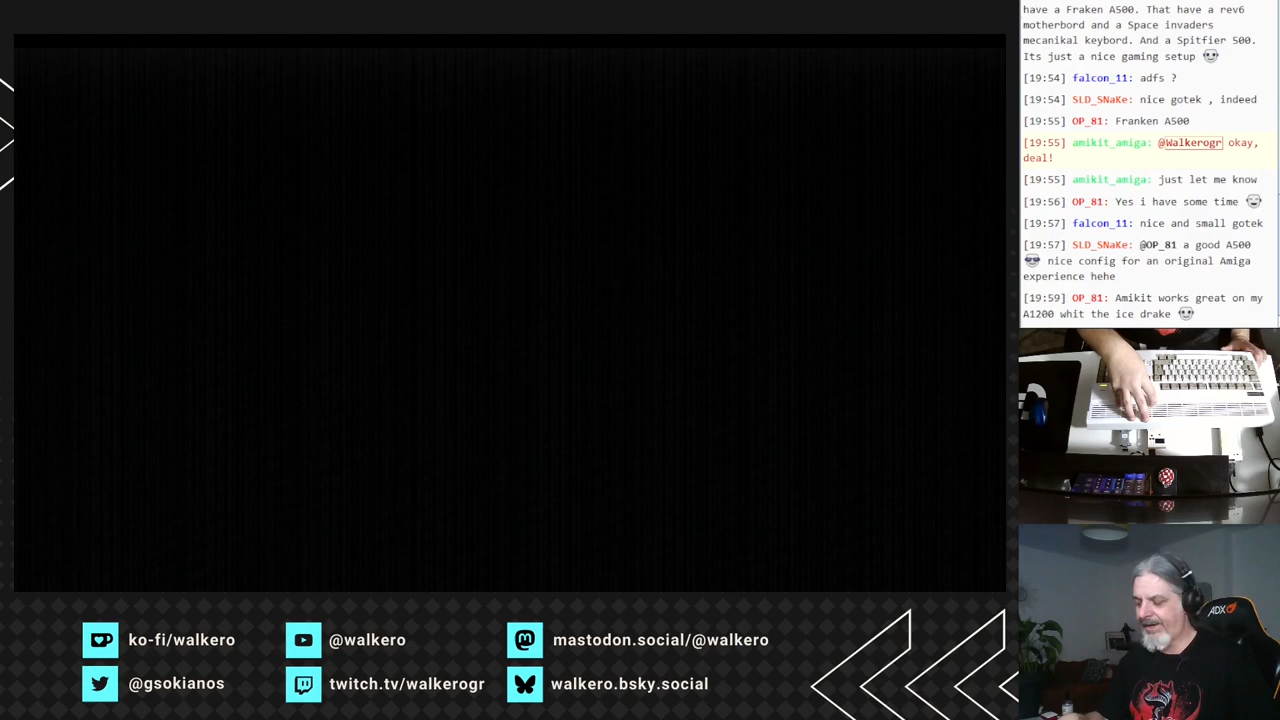 have a Fraken A500. That have a rev6
motherbord and a Space invaders
mecanikal keybord. And a Spitfier 500.
Its just a nice gaming setup
[19:54] falcon_11: adfs ?
[19:54] SLD_SNaKe: nice gotek , indeed
[19:55] OP_81: Franken A500
[19:55] amikit_amiga: @Walkerogr okay,
deal!
[19:55] amikit_amiga: just let me know
[19:56] OP_81: Yes i have some time
[19:57] falcon_11: nice and small gotek
[19:57] SLD_SNaKe: @OP_81 a good A500
nice config for an original Amiga
experience hehe
[19:59] OP_81: Amikit works great on my
A1200 whit the ice drake
ADX
ko-fi/walkero
@walkero
mastodon.social/@walkero
@gsokianos
twitch.tv/walkerogr
walkero.bsky.social